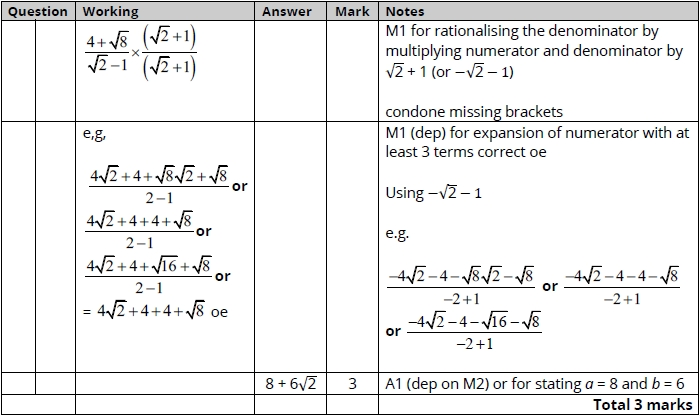 Question Working Answer Mark Notes
(4+√8)/(√2−1) × (√2+1)/(√2+1)
M1 for rationalising the denominator by
multiplying numerator and denominator by
√2 + 1 (or −√2 − 1)
condone missing brackets
e,g,
(4√2+4+√8√2+√8)/(2−1) or
(4√2+4+4+√8)/(2−1) or
(4√2+4+√16+√8)/(2−1) or
= 4√2+4+4+√8 oe
M1 (dep) for expansion of numerator with at
least 3 terms correct oe
Using −√2 − 1
e.g.
(−4√2−4−√8√2−√8)/(−2+1) or (−4√2−4−4−√8)/(−2+1)
or (−4√2−4−√16−√8)/(−2+1)
8 + 6√2 3 A1 (dep on M2) or for stating a = 8 and b = 6
Total 3 marks